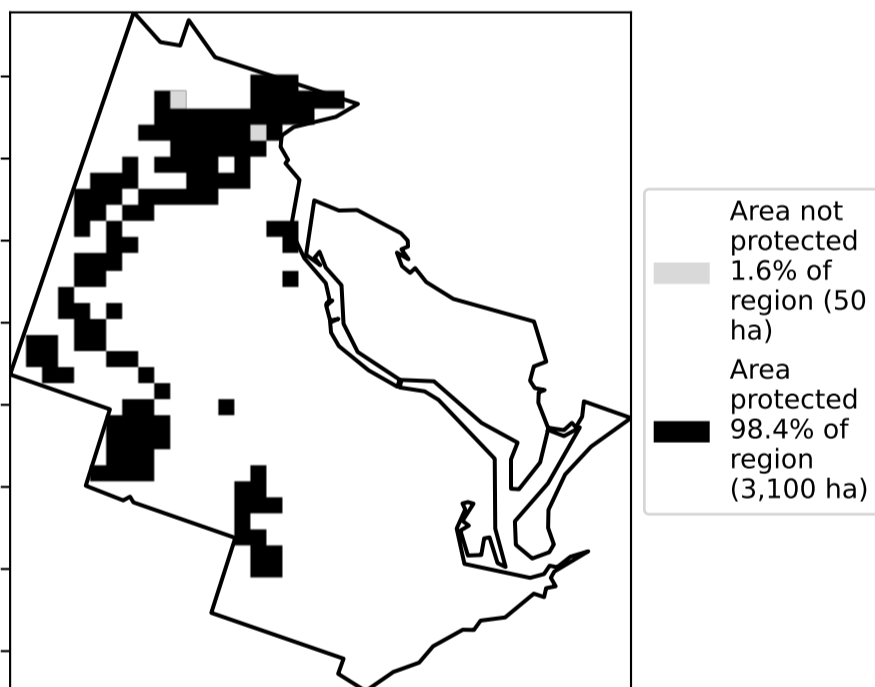 Area not
protected
1.6% of
region (50
ha)
Area
protected
98.4% of
region
(3,100 ha)